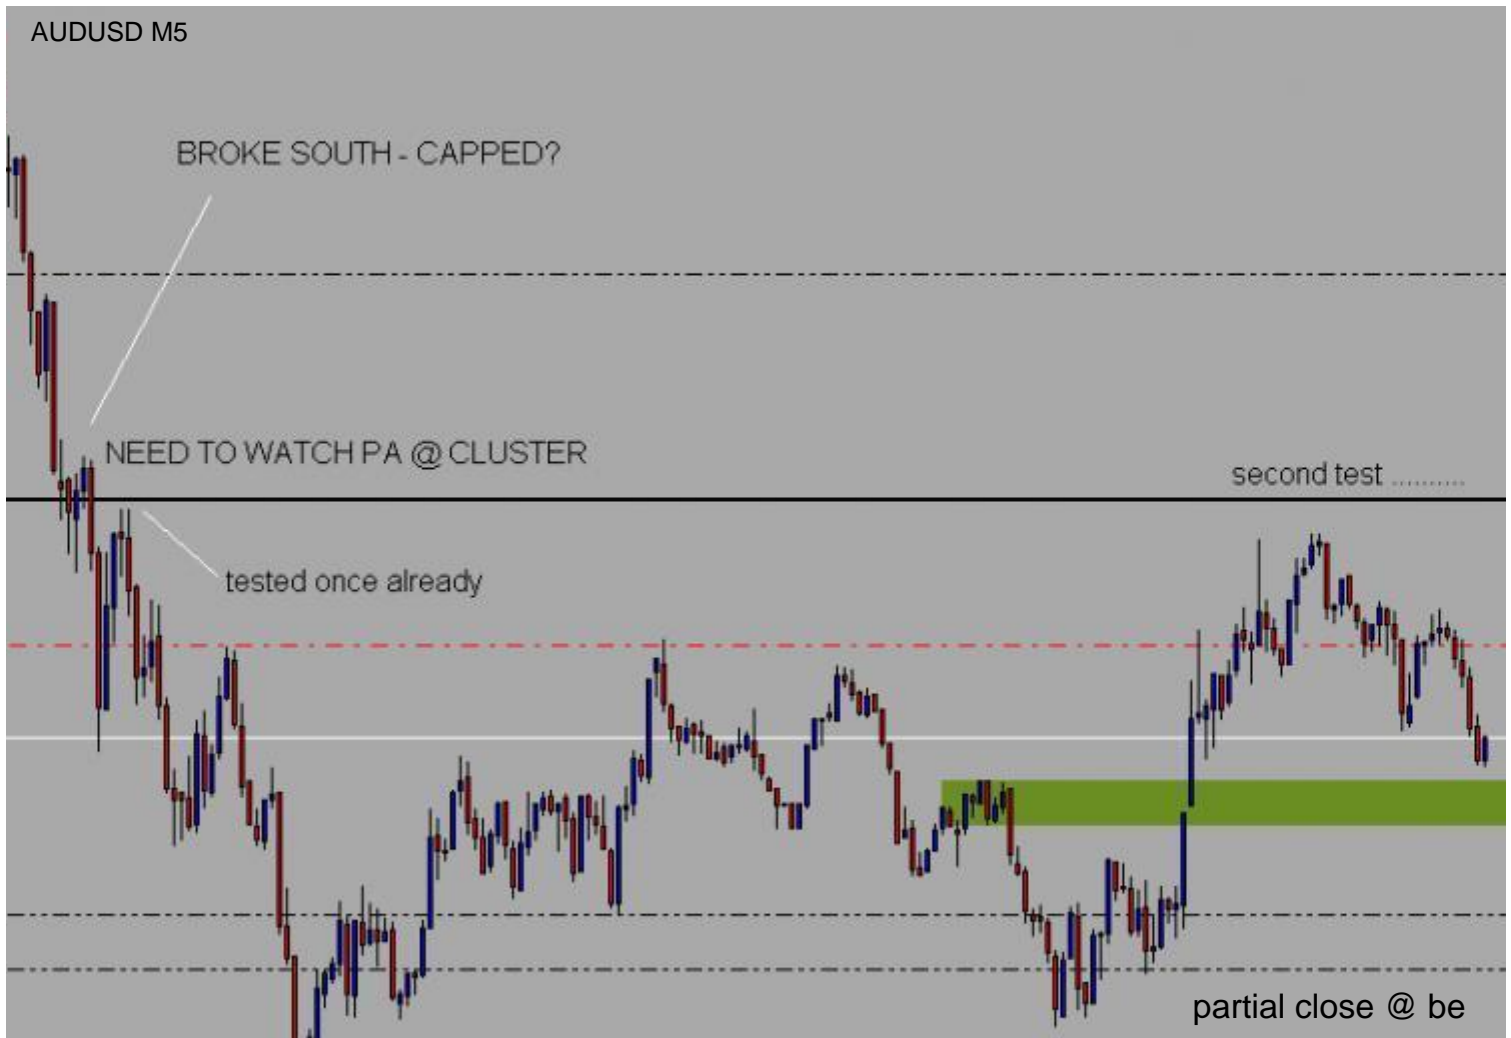 AUDUSD M5
BROKE SOUTH - CAPPED?
NEED TO WATCH PA @ CLUSTER
second test ..........
tested once already
partial close @ be